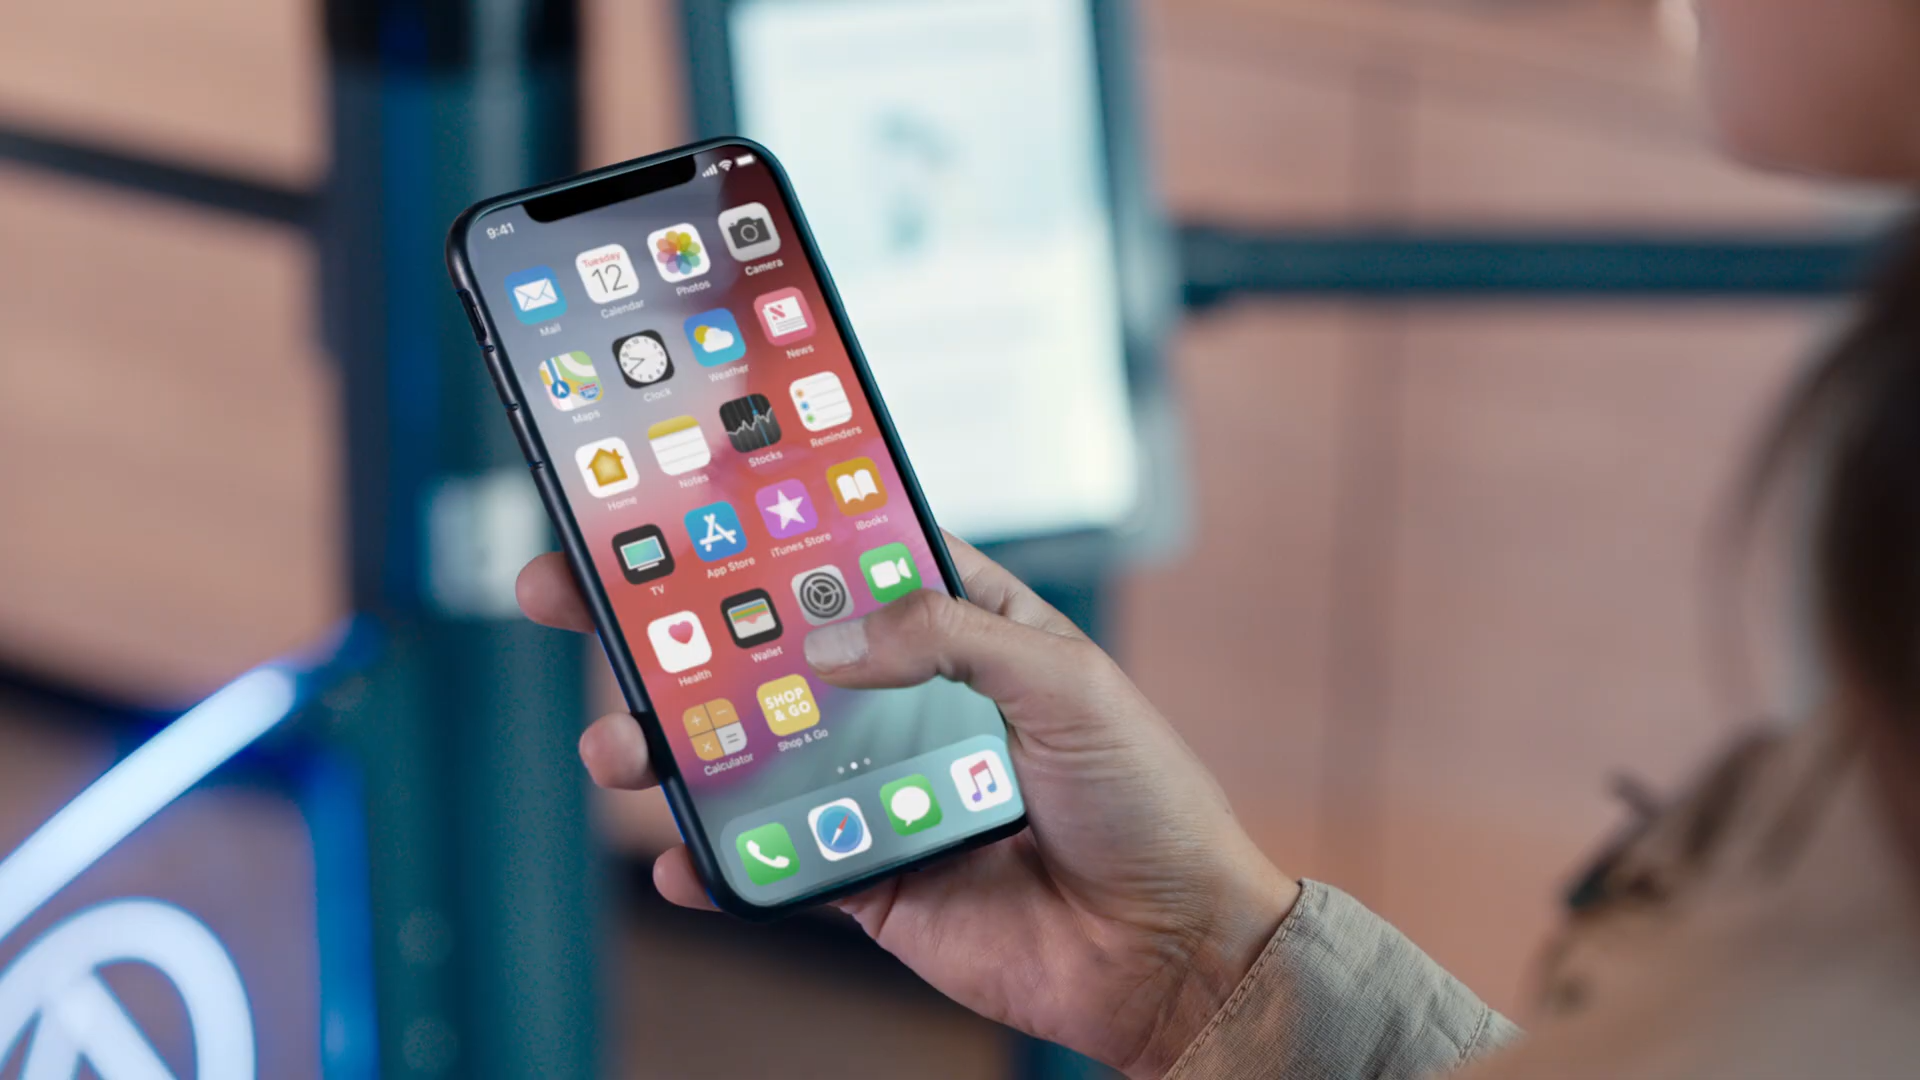 9:41
Tuesday
12
Mail
Calendar
Photos
Camera
Maps
Clock
Weather
News
Home
Notes
Stocks
Reminders
TV
App Store
iTunes Store
iBooks
Health
Wallet
SHOP
& GO
Calculator
Shop & Go